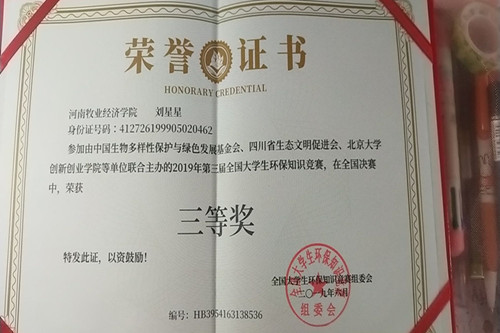 荣誉证书
HONORARY CREDENTIAL
河南牧业经济学院 刘星星
身份证号码：412726199905020462
参加由中国生物多样性保护与绿色发展基金会、四川省生态文明促进会、北京大学
创新创业学院等单位联合主办的2019年第三届全国大学生环保知识竞赛，在全国决赛
中，荣获
三等奖
特发此证，以资鼓励！
全国大学生环保知识竞赛组委会
二〇一九年六月
编号：HB3954163138536